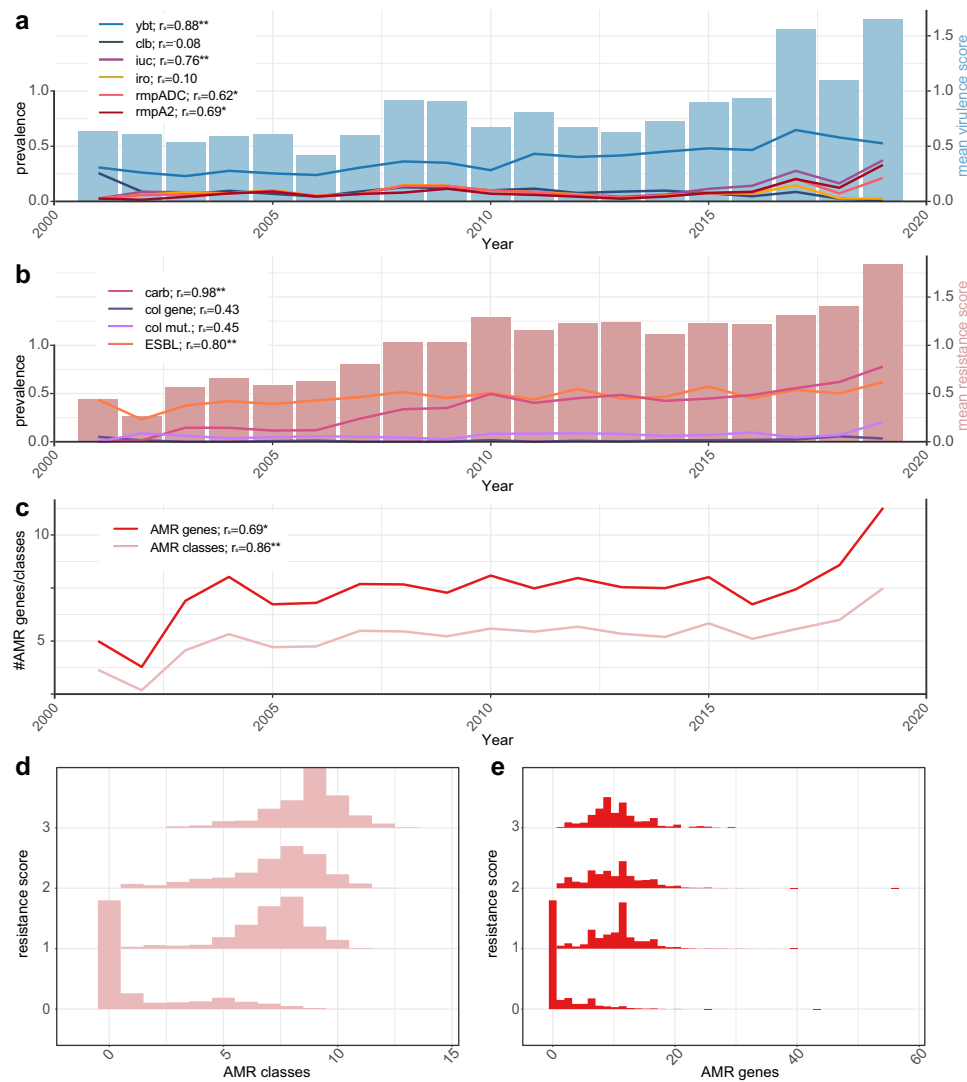 a
ybt; rₛ=0.88**
clb; rₛ=-0.08
iuc; rₛ=0.76**
iro; rₛ=0.10
rmpADC; rₛ=0.62*
rmpA2; rₛ=0.69*
prevalence
1.0
0.5
0.0
mean virulence score
1.5
1.0
0.5
0.0
2000
2005
2010
2015
2020
Year
b
carb; rₛ=0.98**
col gene; rₛ=0.43
col mut.; rₛ=0.45
ESBL; rₛ=0.80**
prevalence
1.0
0.5
0.0
mean resistance score
1.5
1.0
0.5
0.0
2000
2005
2010
2015
2020
Year
c
AMR genes; rₛ=0.69*
AMR classes; rₛ=0.86**
#AMR genes/classes
10
5
2000
2005
2010
2015
2020
Year
d
resistance score
3
2
1
0
0
5
10
15
AMR classes
e
resistance score
3
2
1
0
0
20
40
60
AMR genes